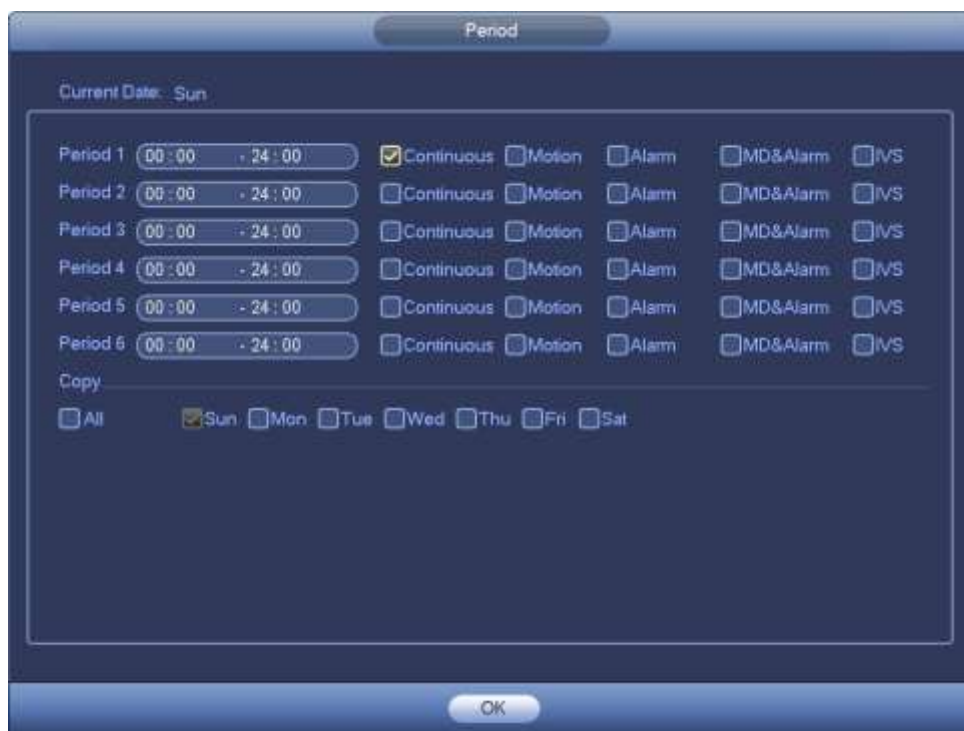 Period
Current Date: Sun
Period 1 00 : 00 - 24 : 00 Continuous Motion Alarm MD&Alarm IVS
Period 2 00 : 00 - 24 : 00 Continuous Motion Alarm MD&Alarm IVS
Period 3 00 : 00 - 24 : 00 Continuous Motion Alarm MD&Alarm IVS
Period 4 00 : 00 - 24 : 00 Continuous Motion Alarm MD&Alarm IVS
Period 5 00 : 00 - 24 : 00 Continuous Motion Alarm MD&Alarm IVS
Period 6 00 : 00 - 24 : 00 Continuous Motion Alarm MD&Alarm IVS
Copy
All Sun Mon Tue Wed Thu Fri Sat
OK